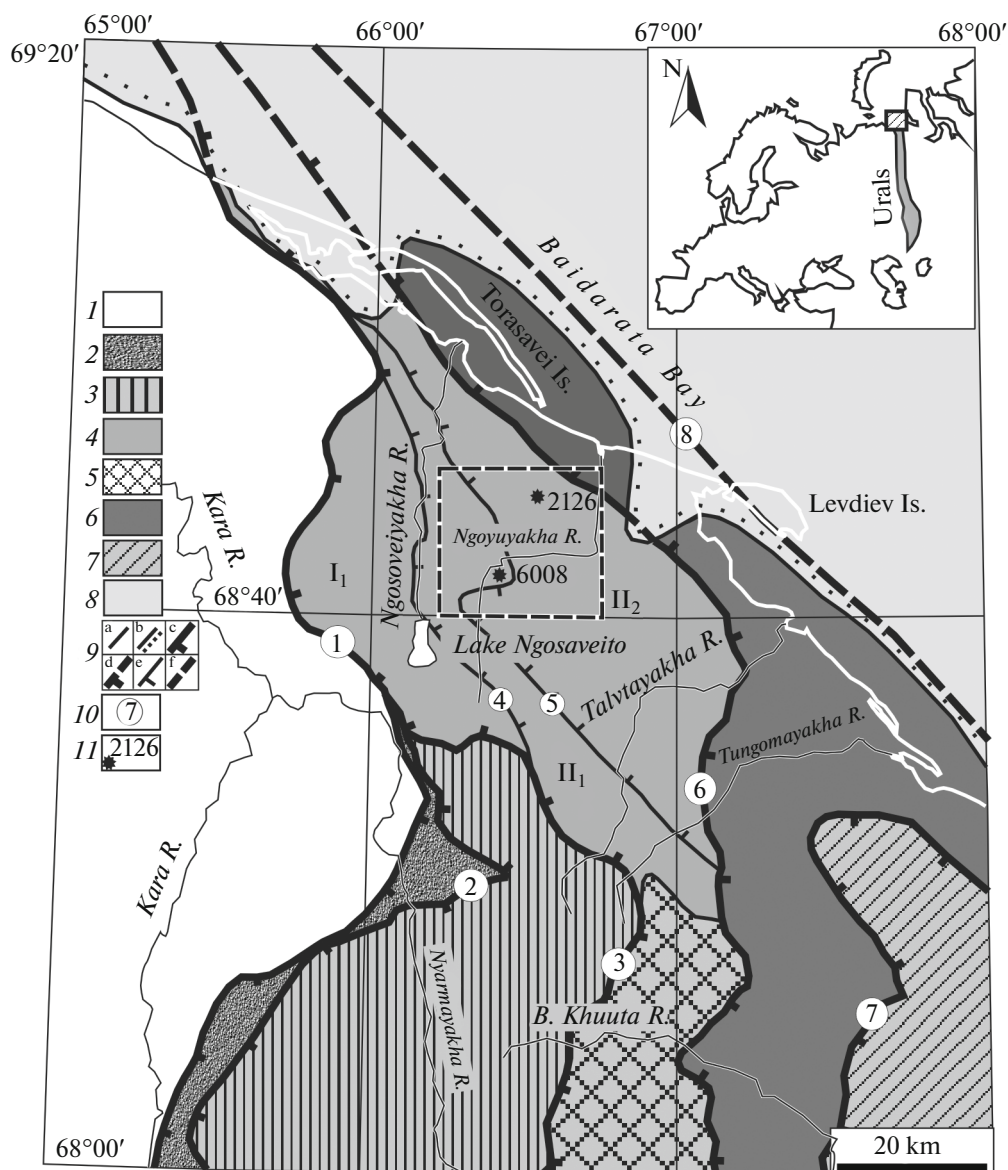 65°00′
66°00′
67°00′
68°00′
69°20′
N
Urals
Baidarata Bay
Torasavei Is.
8
Levdiev Is.
1
2
3
4
5
6
7
8
9
a
b
c
d
e
f
10
7
11
2126
Kara R.
Ngosoveiyakha R.
2126
Ngoyuyakha R.
6008
I₁
68°40′
II₂
1
Lake Ngosaveito
Talvtayakha R.
4
5
Tungomayakha R.
II₁
6
Kara R.
2
Nyarmayakha R.
3
B. Khuuta R.
7
68°00′
20 km